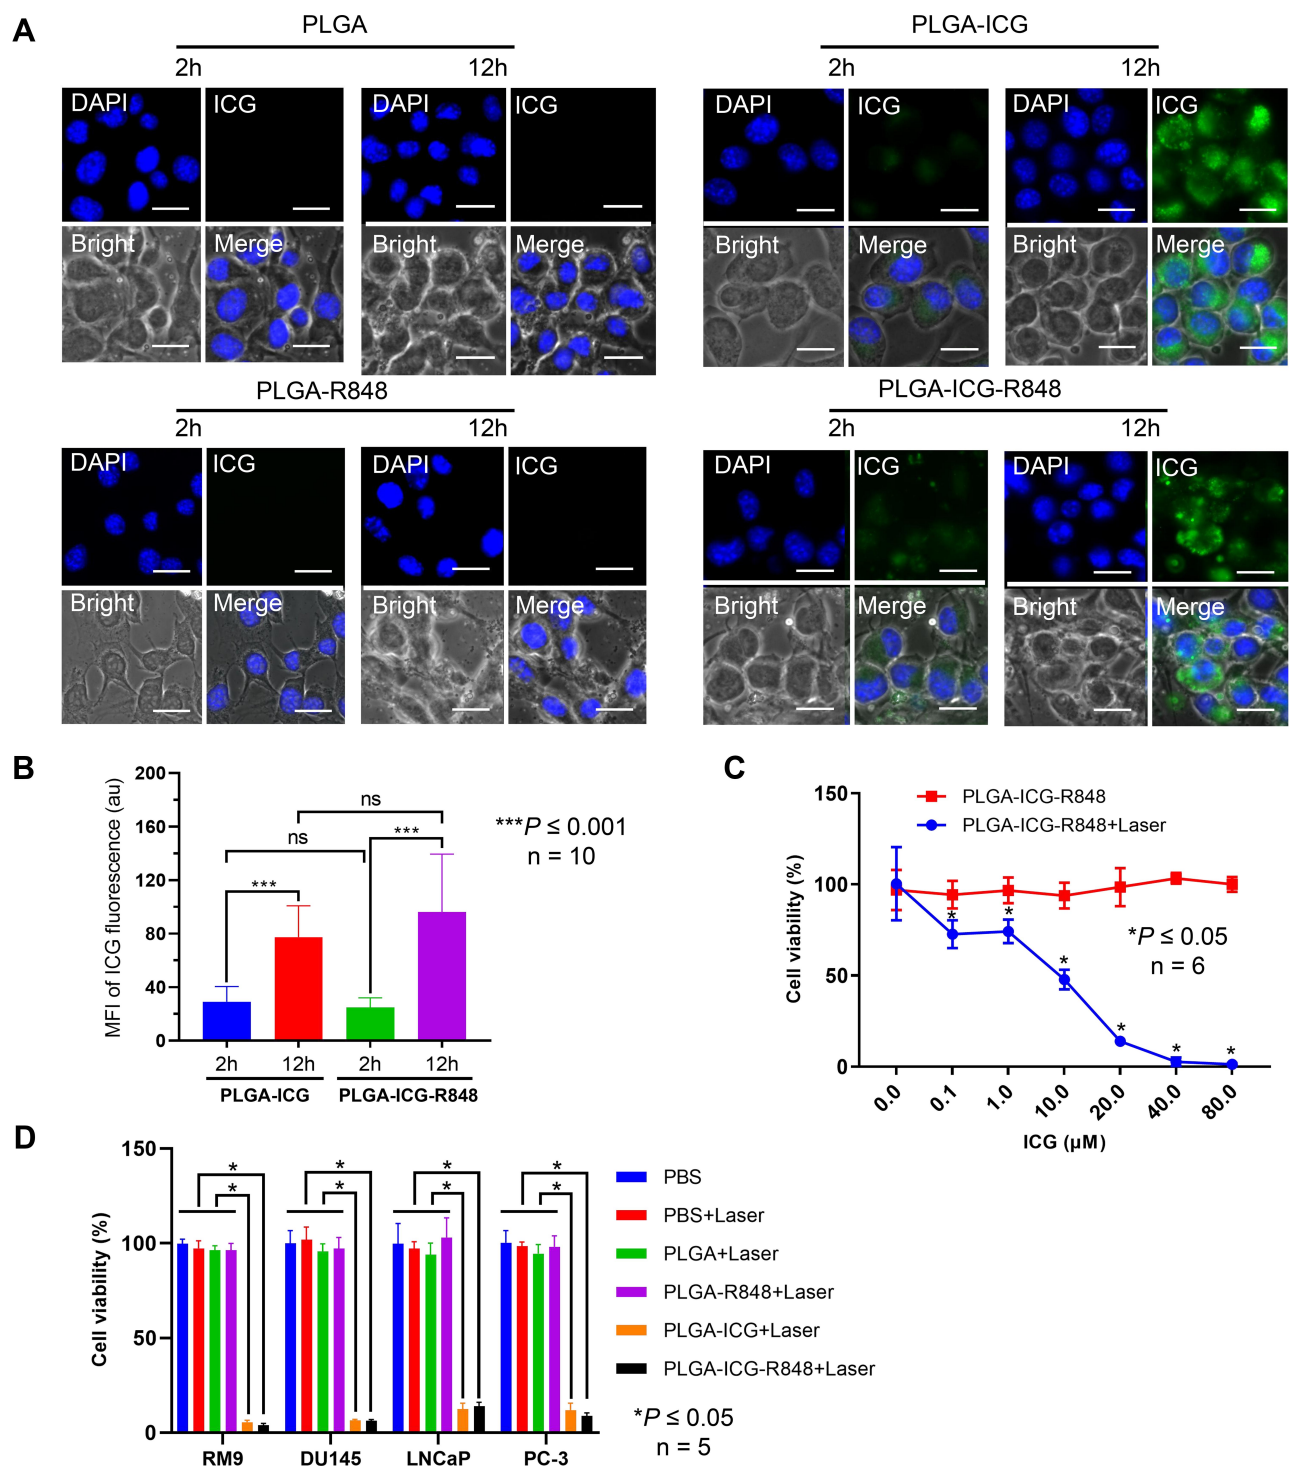 A
PLGA
2h 12h
DAPI ICG DAPI ICG
Bright Merge Bright Merge
PLGA-ICG
2h 12h
DAPI ICG DAPI ICG
Bright Merge Bright Merge
PLGA-R848
2h 12h
DAPI ICG DAPI ICG
Bright Merge Bright Merge
PLGA-ICG-R848
2h 12h
DAPI ICG DAPI ICG
Bright Merge Bright Merge
B
MFI of ICG fluorescence (au)
200
160
120
80
40
0
ns
ns
***
***
***P ≤ 0.001
n = 10
2h 12h 2h 12h
PLGA-ICG PLGA-ICG-R848
C
Cell viability (%)
150
100
50
0
PLGA-ICG-R848
PLGA-ICG-R848+Laser
* * * * * *
*P ≤ 0.05
n = 6
0.0 0.1 1.0 10.0 20.0 40.0 80.0
ICG (μM)
D
Cell viability (%)
150
100
50
0
* * * *
* * * *
RM9 DU145 LNCaP PC-3
PBS
PBS+Laser
PLGA+Laser
PLGA-R848+Laser
PLGA-ICG+Laser
PLGA-ICG-R848+Laser
*P ≤ 0.05
n = 5